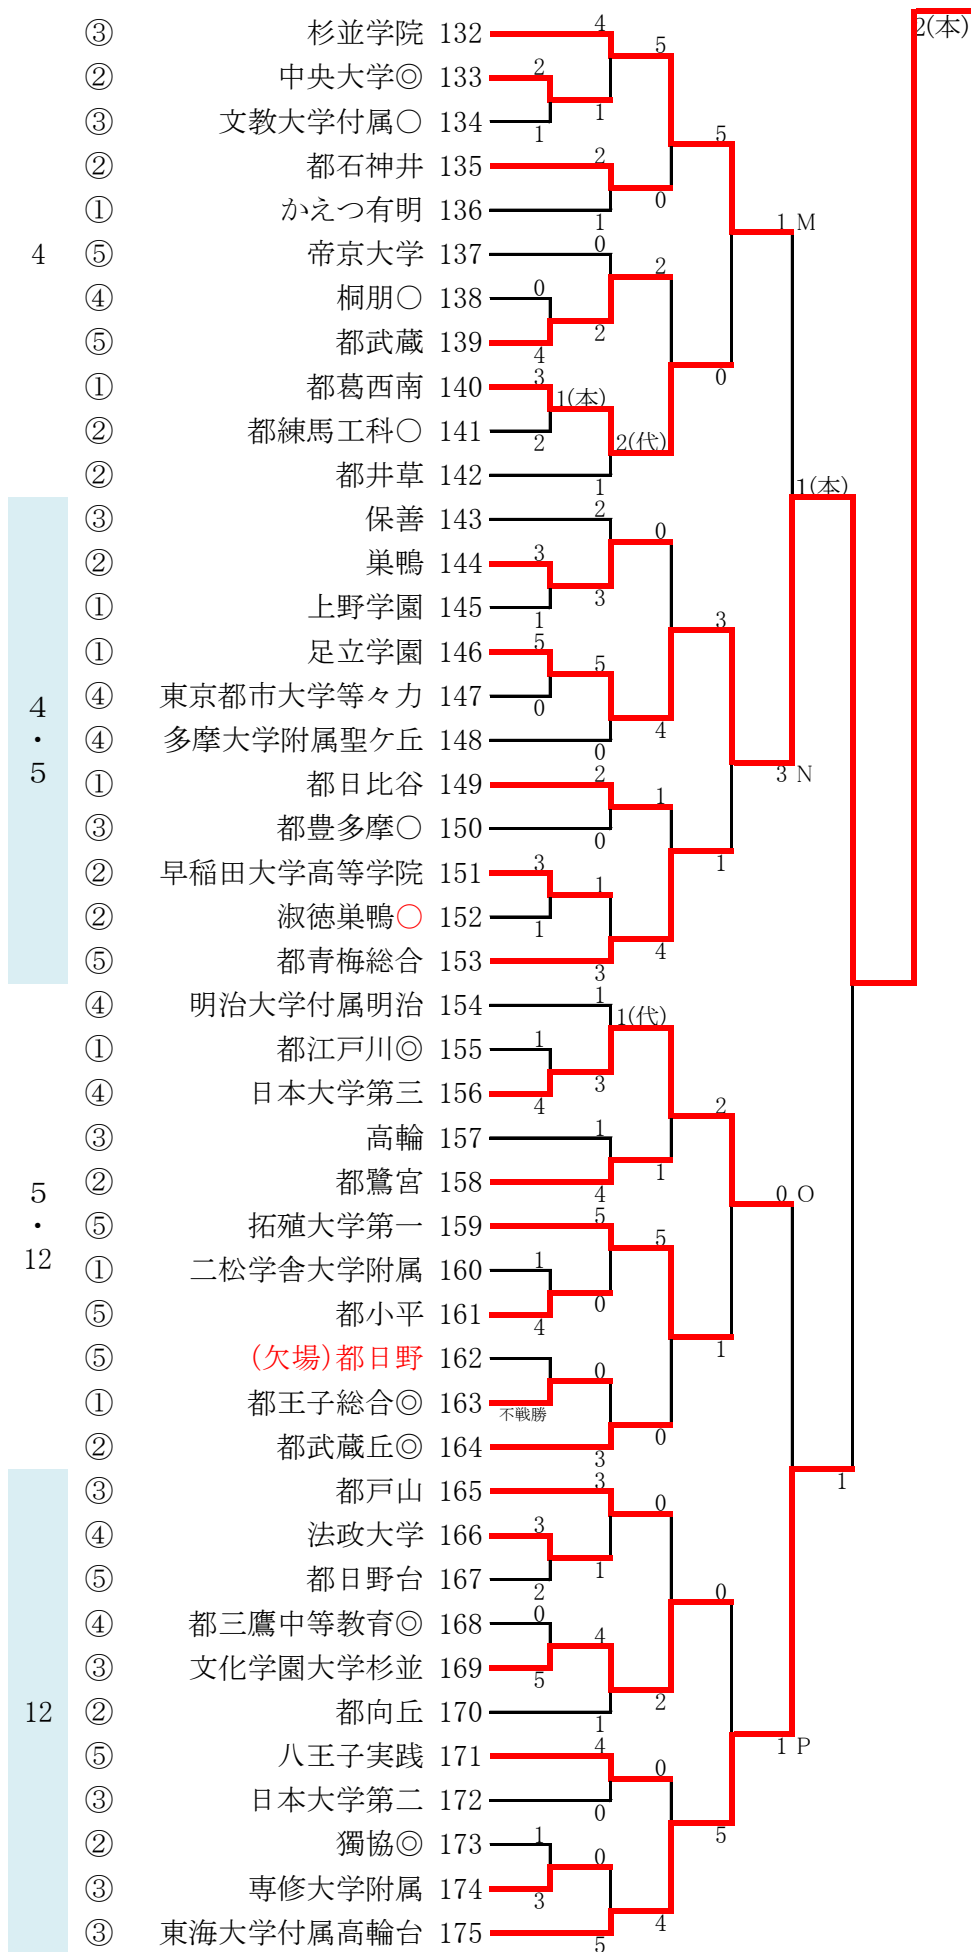 2(本)
③ 杉並学院 132 4
5
② 中央大学◎ 133 2
1
③ 文教大学付属○ 134 1
5
② 都石神井 135 2
0
① かえつ有明 136 1
1 M
4 ⑤ 帝京大学 137 0
2
④ 桐朋○ 138 0
2
⑤ 都武蔵 139 4
0
① 都葛西南 140 3
1(本)
② 都練馬工科○ 141 2
2(代)
② 都井草 142 1
1(本)
③ 保善 143 2
0
② 巣鴨 144 3
3
① 上野学園 145 1
3
① 足立学園 146 5
5
④ 東京都市大学等々力 147 0
4
4・5
④ 多摩大学附属聖ケ丘 148 0
3 N
① 都日比谷 149 2
1
③ 都豊多摩○ 150 0
1
② 早稲田大学高等学院 151 3
1
② 淑徳巣鴨○ 152 1
4
⑤ 都青梅総合 153 3
④ 明治大学付属明治 154 1
1(代)
① 都江戸川◎ 155 1
3
④ 日本大学第三 156 4
2
③ 高輪 157 1
1
② 都鷺宮 158 4
0 O
5・12
⑤ 拓殖大学第一 159 5
5
① 二松学舎大学附属 160 1
0
⑤ 都小平 161 4
1
⑤ (欠場)都日野 162
0
① 都王子総合◎ 163 不戦勝
0
② 都武蔵丘◎ 164 3
1
③ 都戸山 165 3
0
④ 法政大学 166 3
1
⑤ 都日野台 167 2
0
④ 都三鷹中等教育◎ 168 0
4
③ 文化学園大学杉並 169 5
2
12 ② 都向丘 170 1
1 P
⑤ 八王子実践 171 4
0
③ 日本大学第二 172 0
5
② 獨協◎ 173 1
0
③ 専修大学附属 174 3
4
③ 東海大学付属高輪台 175 5